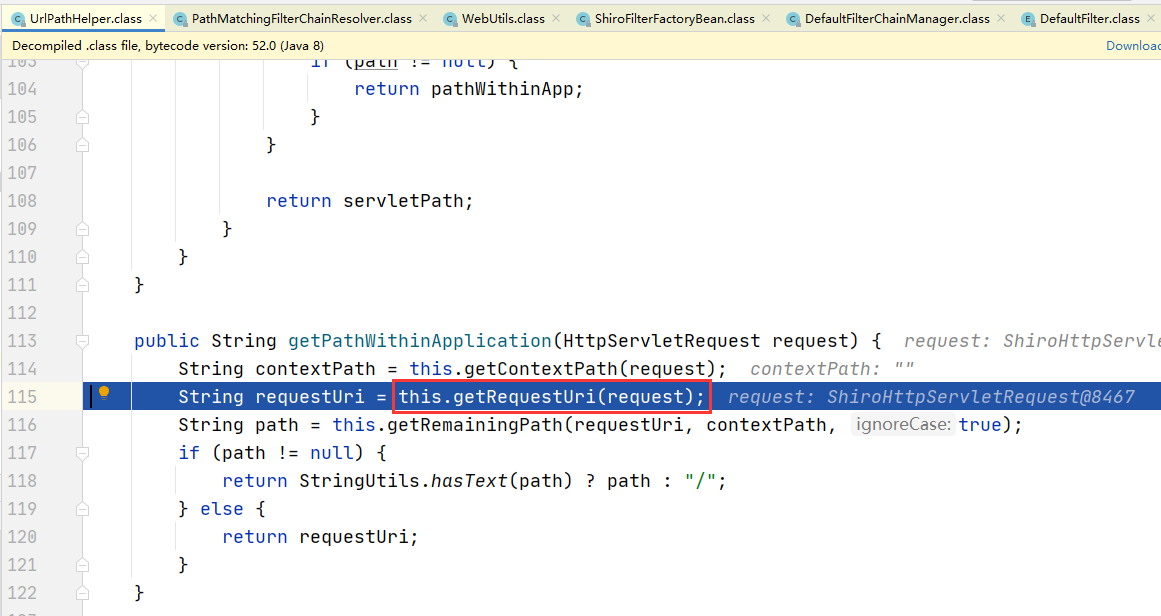 UrlPathHelper.class × PathMatchingFilterChainResolver.class × WebUtils.class × ShiroFilterFactoryBean.class × DefaultFilterChainManager.class × DefaultFilter.class ×
Decompiled .class file, bytecode version: 52.0 (Java 8) Download
103 if (path != null) {
104 return pathWithinApp;
105 }
106 }
107
108 return servletPath;
109 }
110 }
111 }
112
113 public String getPathWithinApplication(HttpServletRequest request) { request: ShiroHttpServle
114 String contextPath = this.getContextPath(request); contextPath: ""
115 String requestUri = this.getRequestUri(request); request: ShiroHttpServletRequest@8467
116 String path = this.getRemainingPath(requestUri, contextPath, ignoreCase: true);
117 if (path != null) {
118 return StringUtils.hasText(path) ? path : "/";
119 } else {
120 return requestUri;
121 }
122 }